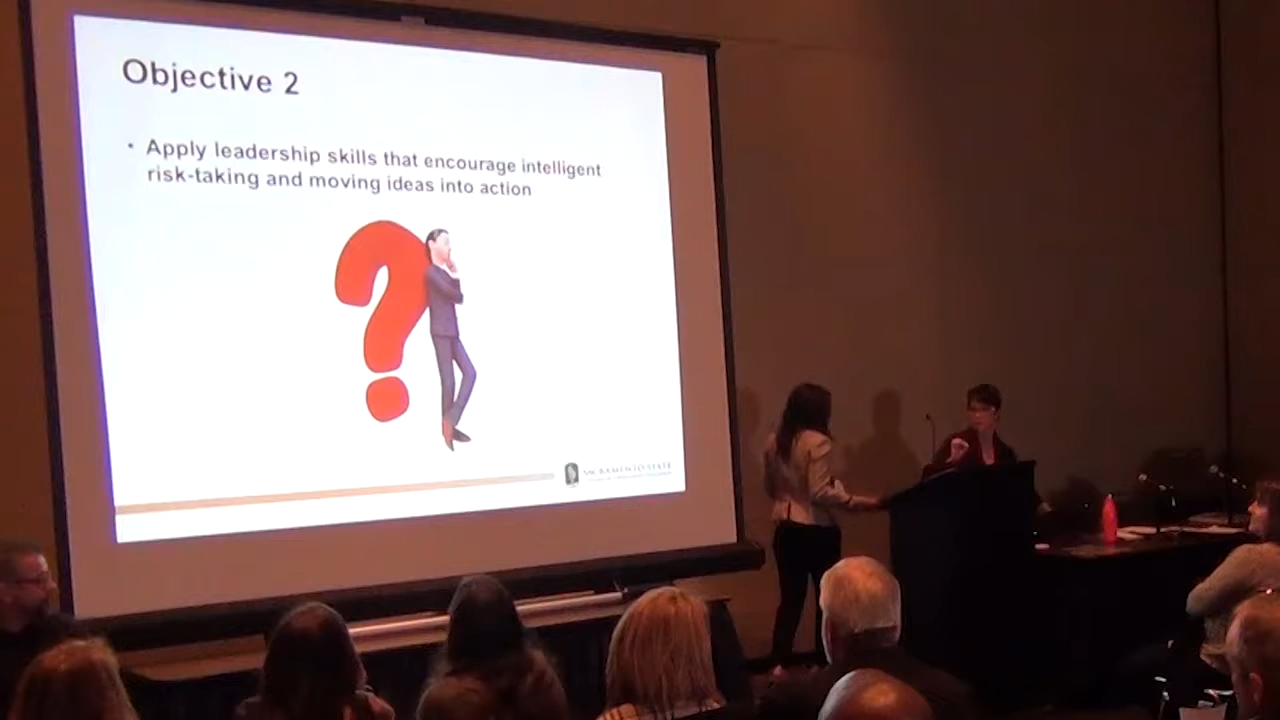 Objective 2
• Apply leadership skills that encourage intelligent
risk-taking and moving ideas into action
SACRAMENTO STATE